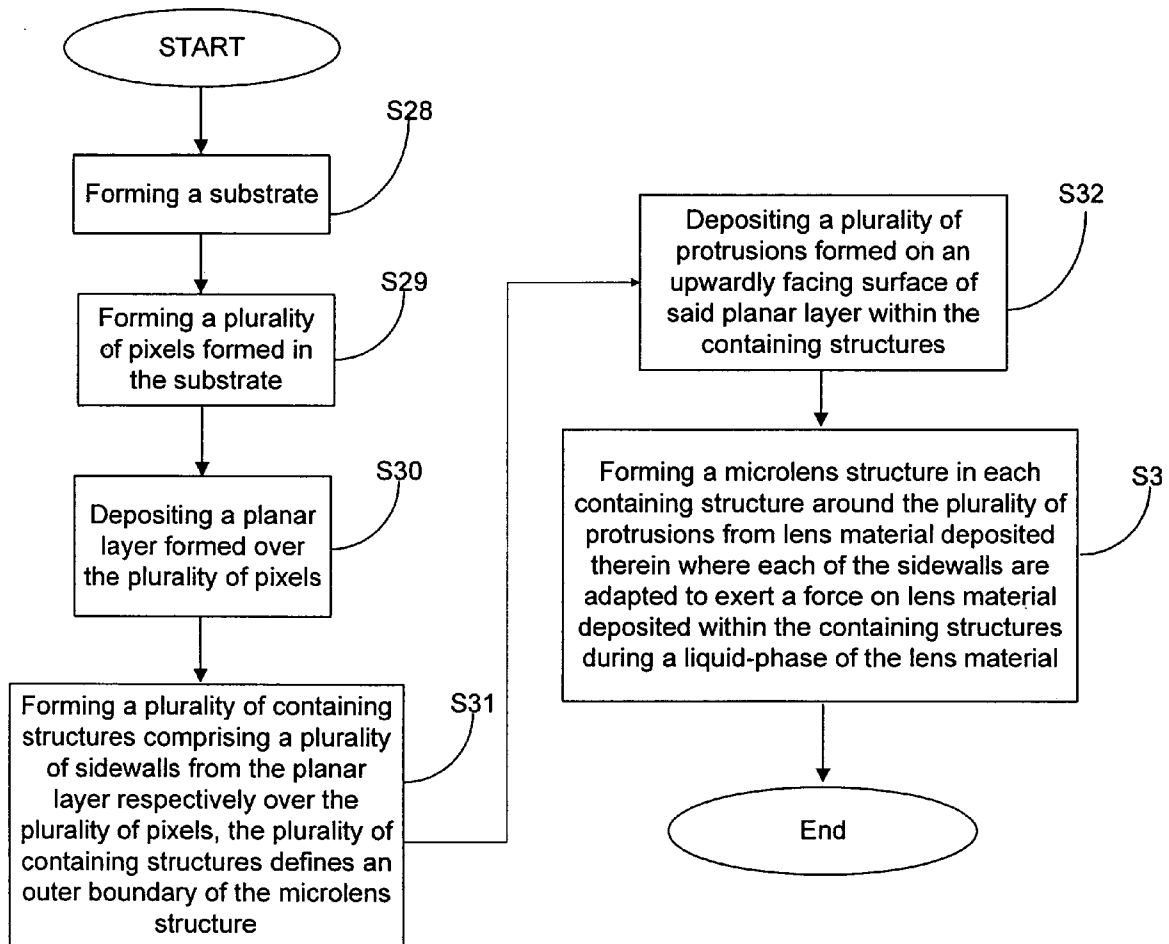 START
S28
Forming a substrate
S29
Forming a plurality
of pixels formed in
the substrate
S30
Depositing a planar
layer formed over
the plurality of pixels
S31
Forming a plurality of containing
structures comprising a plurality
of sidewalls from the planar
layer respectively over the
plurality of pixels, the plurality of
containing structures defines an
outer boundary of the microlens
structure
S32
Depositing a plurality of
protrusions formed on an
upwardly facing surface of
said planar layer within the
containing structures
S3
Forming a microlens structure in each
containing structure around the plurality of
protrusions from lens material deposited
therein where each of the sidewalls are
adapted to exert a force on lens material
deposited within the containing structures
during a liquid-phase of the lens material
End